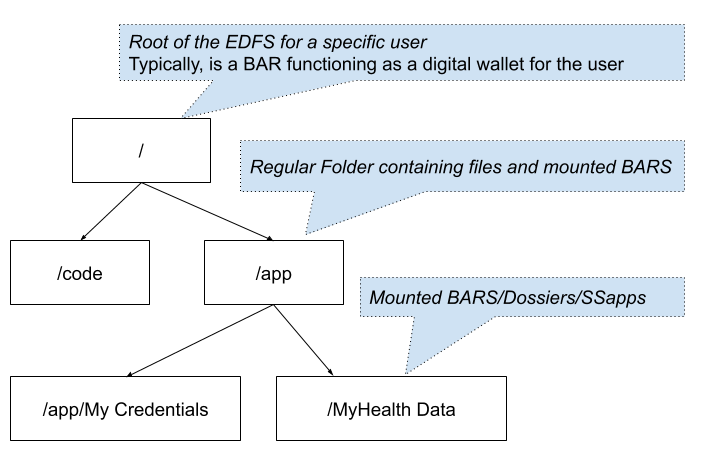 Root of the EDFS for a specific user
Typically, is a BAR functioning as a digital wallet for the user
/
Regular Folder containing files and mounted BARS
/code
/app
Mounted BARS/Dossiers/SSapps
/app/My Credentials
/MyHealth Data